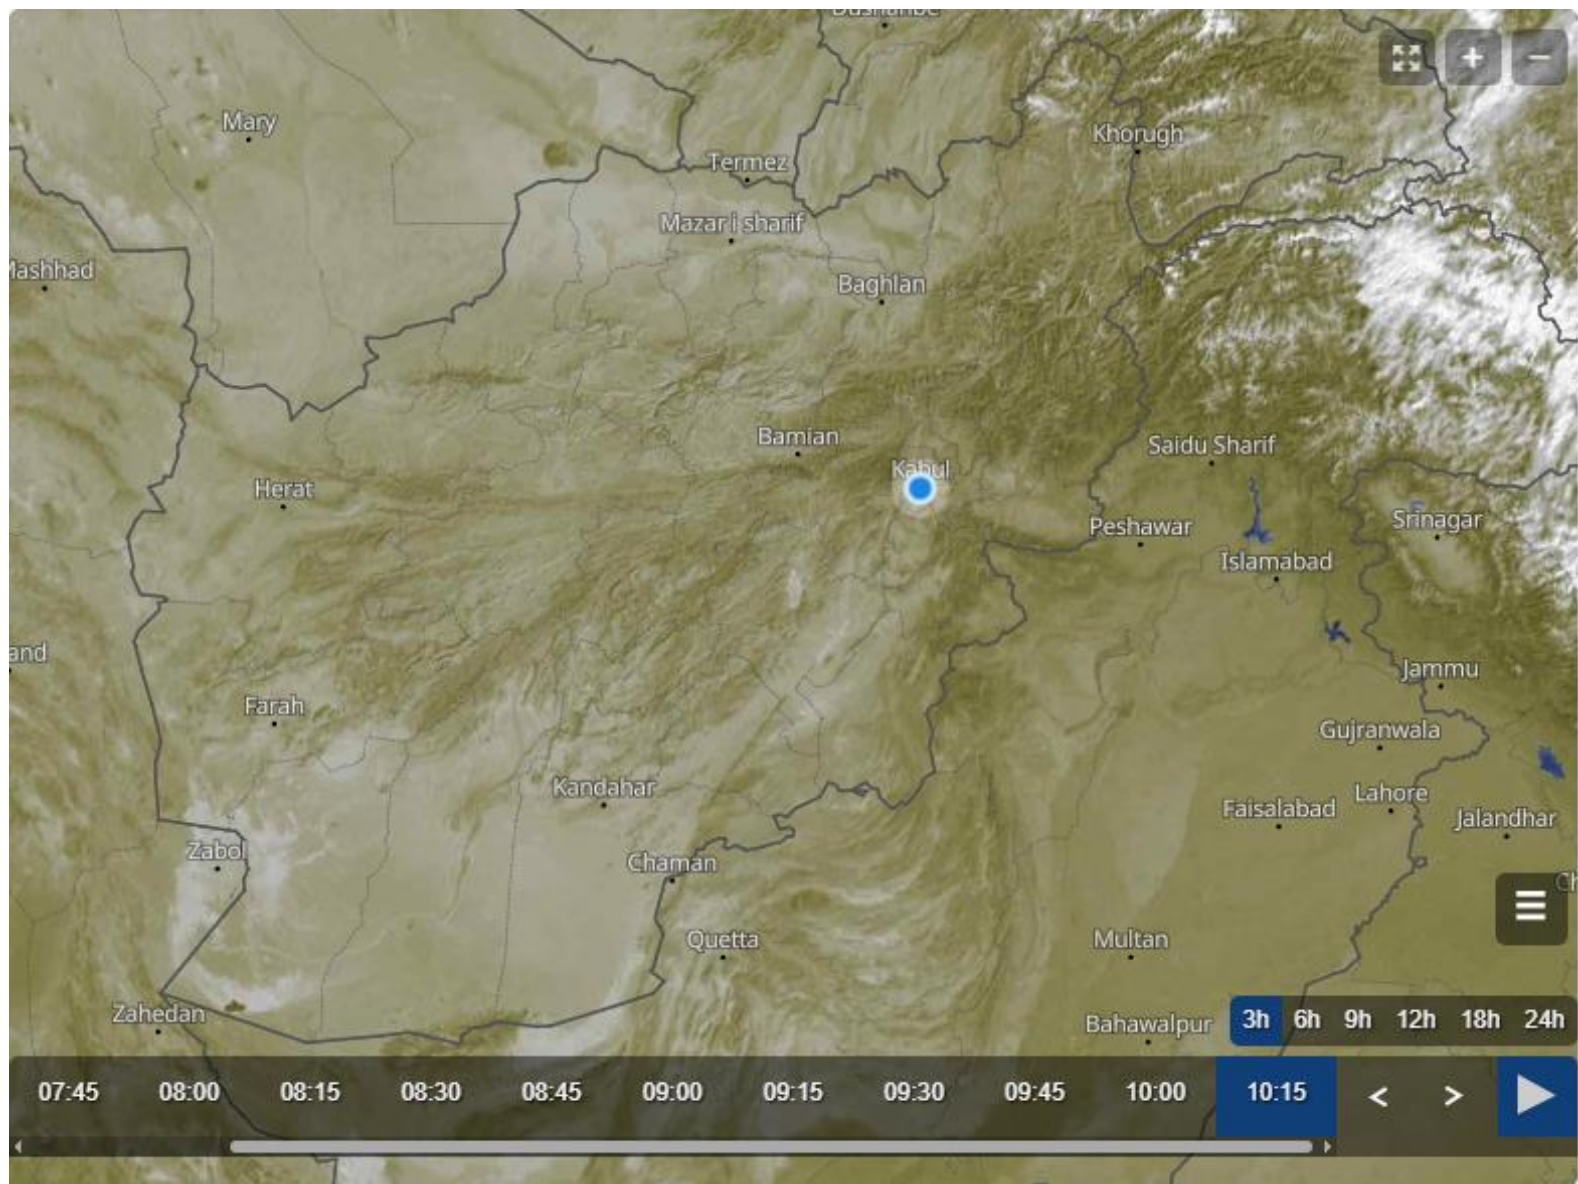 Dushanbe
Mary
Khorugh
Termez
Mazar i sharif
Mashhad
Baghlan
Bamian
Saidu Sharif
Kabul
Herat
Peshawar
Srinagar
Islamabad
and
Jammu
Farah
Gujranwala
Kandahar
Lahore
Faisalabad
Jalandhar
Zabol
Chaman
Ch
Quetta
Multan
Zahedan
Bahawalpur
3h 6h 9h 12h 18h 24h
07:45 08:00 08:15 08:30 08:45 09:00 09:15 09:30 09:45 10:00 10:15 < >